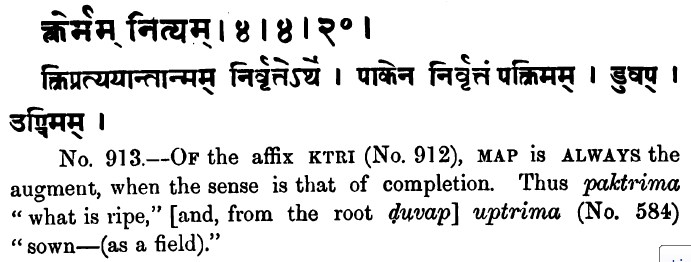 त्क्रेर्मम् नित्यम् । ४ । ४ । २० ।
क्त्रिप्रत्ययान्तान्मम् निर्वृत्तेऽर्थे । पाकेन निर्वृत्तं पक्त्रिमम् । डुवप् ।
उप्त्रिमम् ।
No. 913.—OF the affix KTRI (No. 912), MAP is ALWAYS the
augment, when the sense is that of completion. Thus paktrima
“what is ripe,” [and, from the root ḍuvap] uptrima (No. 584)
“sown—(as a field).”